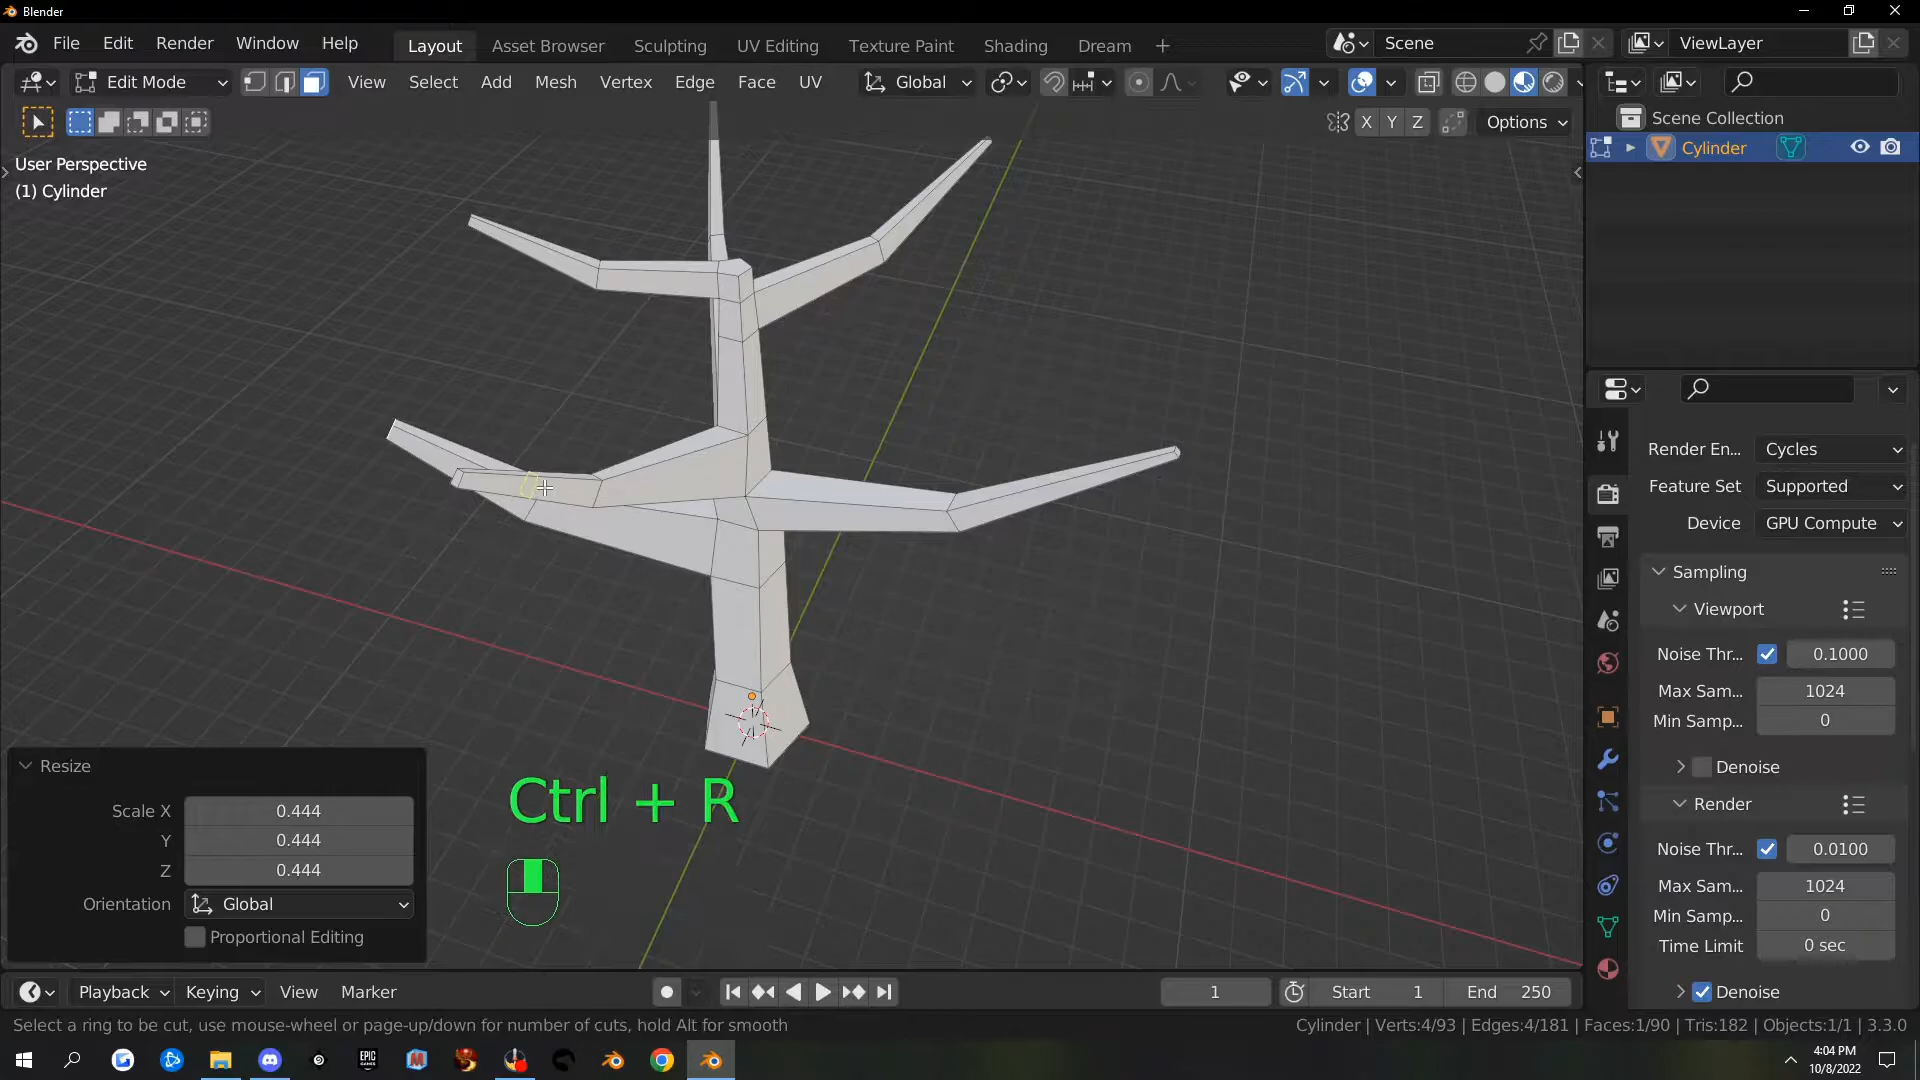 Blender
File Edit Render Window Help Layout Asset Browser Sculpting UV Editing Texture Paint Shading Dream Scene ViewLayer
Edit Mode View Select Add Mesh Vertex Edge Face UV Global
X Y Z Options
User Perspective
(1) Cylinder
Scene Collection
Cylinder
Render En... Cycles
Feature Set Supported
Device GPU Compute
Sampling
Viewport
Noise Thr... 0.1000
Max Sam... 1024
Min Samp... 0
Denoise
Render
Noise Thr... 0.0100
Max Sam... 1024
Min Samp... 0
Time Limit 0 sec
Denoise
Resize
Scale X 0.444
Y 0.444
Z 0.444
Orientation Global
Proportional Editing
Ctrl + R
Playback Keying View Marker 1 Start 1 End 250
Select a ring to be cut, use mouse-wheel or page-up/down for number of cuts, hold Alt for smooth
Cylinder | Verts:4/93 | Edges:4/181 | Faces:1/90 | Tris:182 | Objects:1/1 | 3.3.0
EPIC GAMES
4:04 PM
10/8/2022